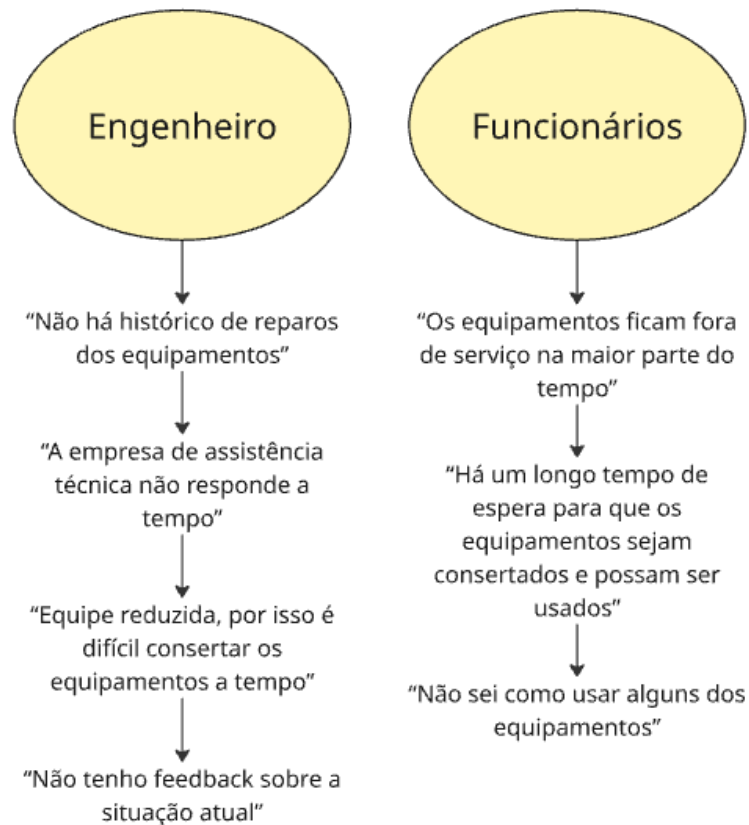 Engenheiro
“Não há histórico de reparos
dos equipamentos”
“A empresa de assistência
técnica não responde a
tempo”
“Equipe reduzida, por isso é
difícil consertar os
equipamentos a tempo”
“Não tenho feedback sobre a
situação atual”
Funcionários
“Os equipamentos ficam fora
de serviço na maior parte do
tempo”
“Há um longo tempo de
espera para que os
equipamentos sejam
consertados e possam ser
usados”
“Não sei como usar alguns dos
equipamentos”